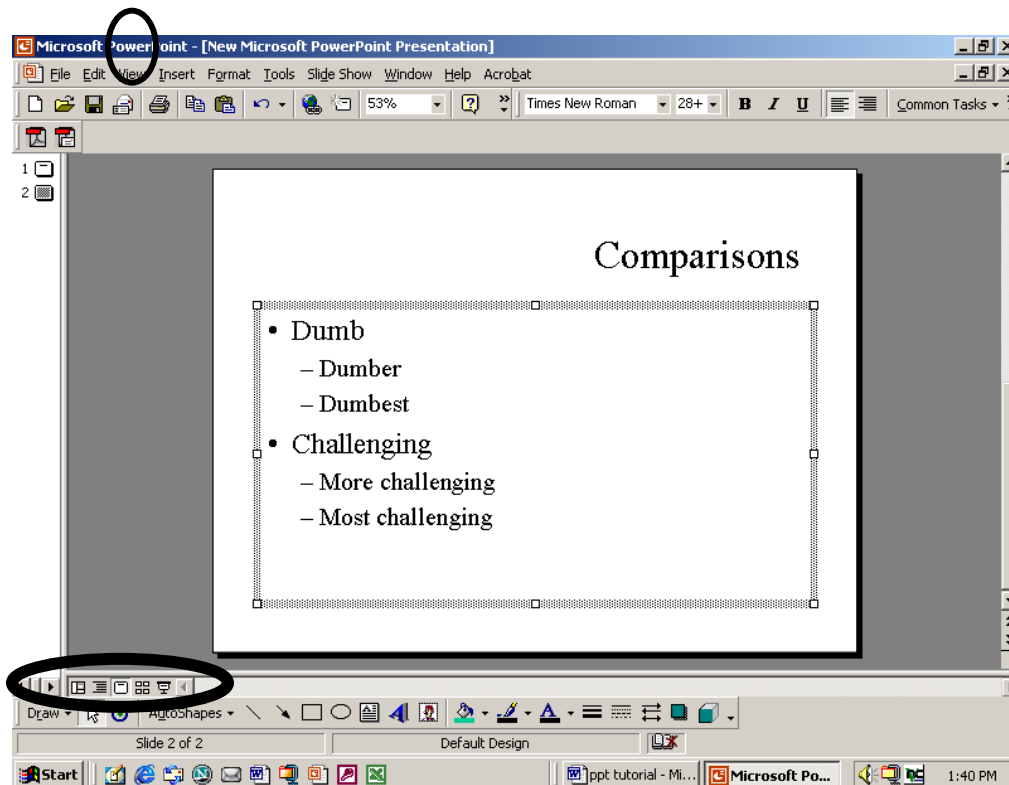 Microsoft PowerPoint - [New Microsoft PowerPoint Presentation]
File Edit View Insert Format Tools Slide Show Window Help Acrobat
53% Times New Roman 28+ B I U Common Tasks
1
2
Comparisons
• Dumb
– Dumber
– Dumbest
• Challenging
– More challenging
– Most challenging
Draw AutoShapes
Slide 2 of 2 Default Design
Start ppt tutorial - Mi... Microsoft Po... 1:40 PM